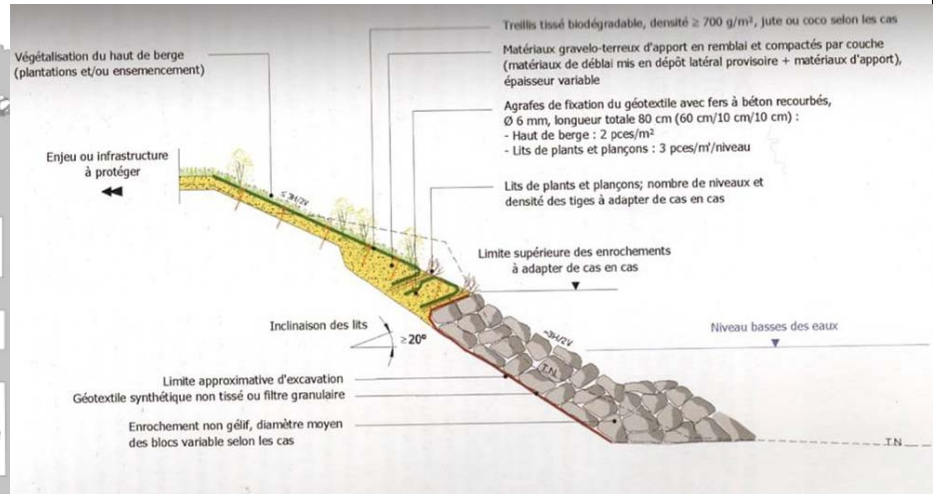 Treillis tissé biodégradable, densité ≥ 700 g/m², jute ou coco selon les cas
Végétalisation du haut de berge
(plantations et/ou ensemencement)
Matériaux gravelo-terreux d'apport en remblai et compactés par couche
(matériaux de déblai mis en dépôt latéral provisoire + matériaux d'apport),
épaisseur variable
Agrafes de fixation du géotextile avec fers à béton recourbés,
Ø 6 mm, longueur totale 80 cm (60 cm/10 cm/10 cm) :
- Haut de berge : 2 pces/m²
- Lits de plants et plançons : 3 pces/m'/niveau
Enjeu ou infrastructure
à protéger
Lits de plants et plançons; nombre de niveaux et
densité des tiges à adapter de cas en cas
≤ 3H/2V
Limite supérieure des enrochements
à adapter de cas en cas
Inclinaison des lits
≥ 20°
~3H/2V
Niveau basses des eaux
T.N.
Limite approximative d'excavation
Géotextile synthétique non tissé ou filtre granulaire
Enrochement non gélif, diamètre moyen
des blocs variable selon les cas
T.N.